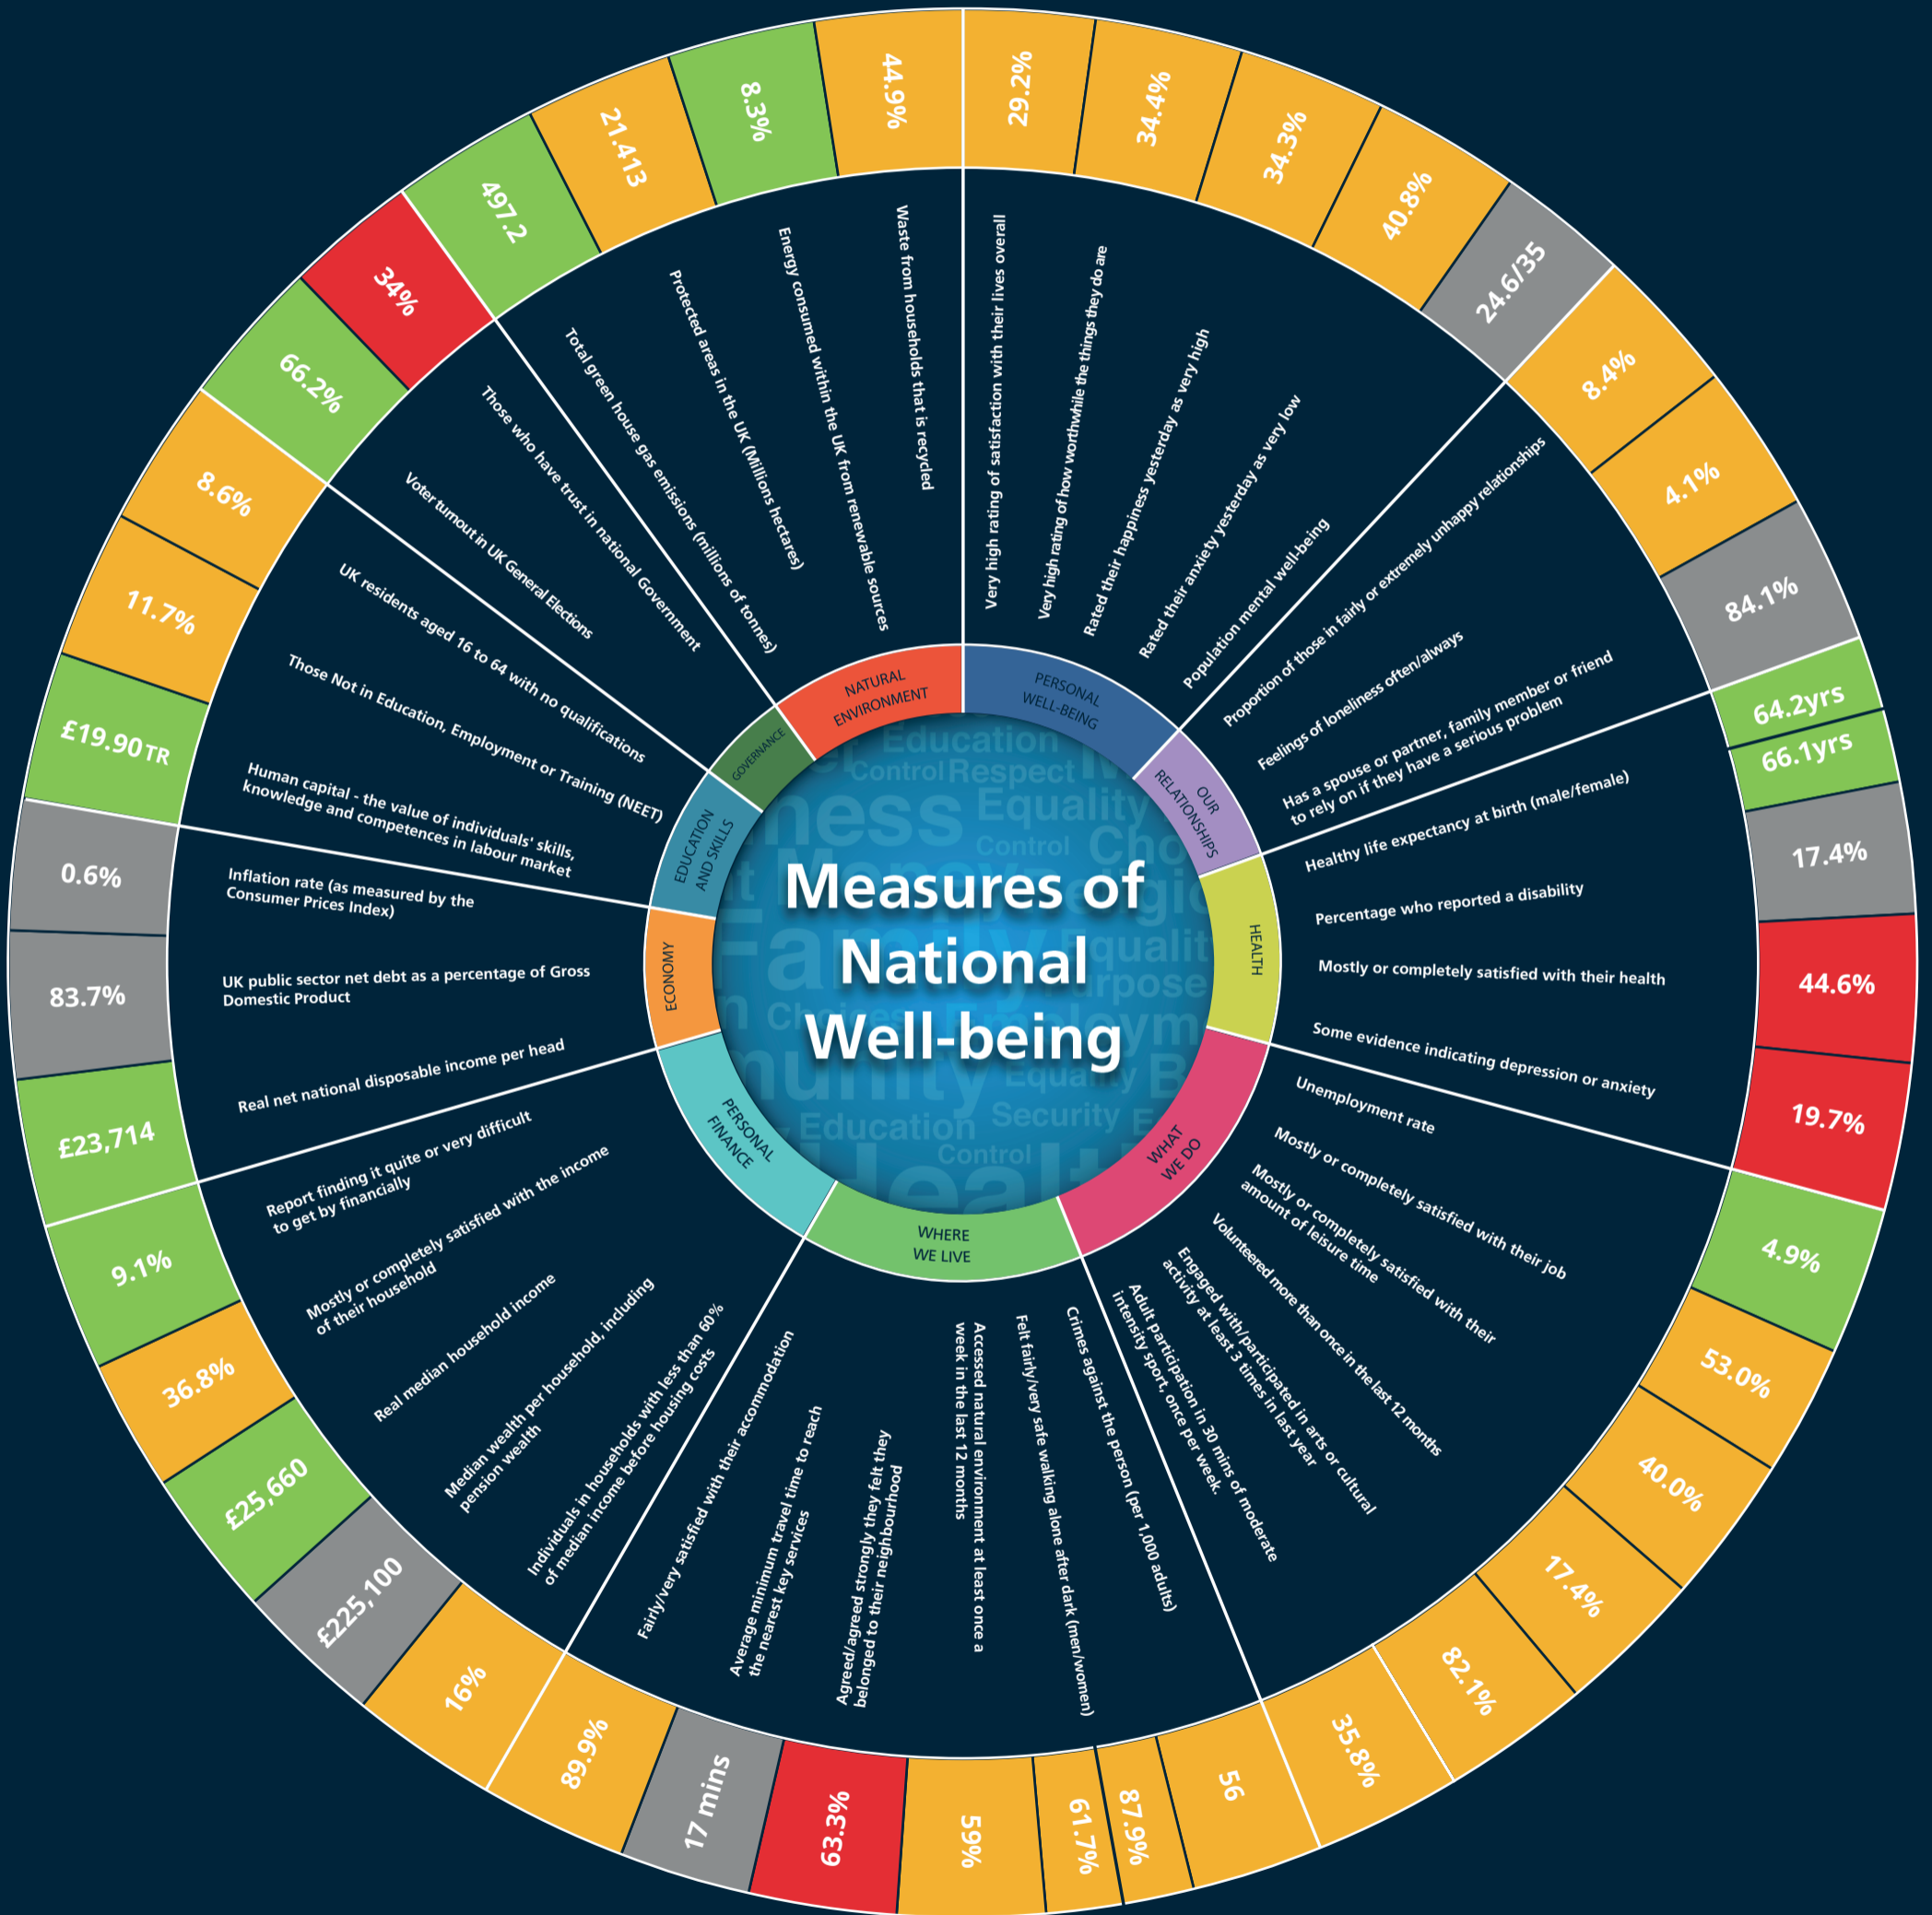 Measures of
National
Well-being
PERSONAL
WELL-BEING
Very high rating of satisfaction with their lives overall
29.2%
Very high rating of how worthwhile the things they do are
34.4%
Rated their happiness yesterday as very high
34.3%
Rated their anxiety yesterday as very low
40.8%
Population mental well-being
24.6/35
OUR
RELATIONSHIPS
Proportion of those in fairly or extremely unhappy relationships
8.4%
Feelings of loneliness often/always
4.1%
Has a spouse or partner, family member or friend
to rely on if they have a serious problem
84.1%
HEALTH
Healthy life expectancy at birth (male/female)
64.2yrs
66.1yrs
Percentage who reported a disability
17.4%
Mostly or completely satisfied with their health
44.6%
Some evidence indicating depression or anxiety
19.7%
WHAT
WE DO
Unemployment rate
4.9%
Mostly or completely satisfied with their job
53.0%
Mostly or completely satisfied with their
amount of leisure time
40.0%
Volunteered more than once in the last 12 months
17.4%
Engaged with/participated in arts or cultural
activity at least 3 times in last year
82.1%
Adult participation in 30 mins of moderate
intensity sport, once per week.
35.8%
WHERE
WE LIVE
Crimes against the person (per 1,000 adults)
56
Felt fairly/very safe walking alone after dark (men/women)
87.9%
61.7%
Accessed natural environment at least once a
week in the last 12 months
59%
Agreed/agreed strongly they felt they
belonged to their neighbourhood
63.3%
Average minimum travel time to reach
the nearest key services
17 mins
Fairly/very satisfied with their accommodation
89.9%
PERSONAL
FINANCE
Individuals in households with less than 60%
of median income before housing costs
16%
Median wealth per household, including
pension wealth
£225,100
Real median household income
£25,660
Mostly or completely satisfied with the income
of their household
36.8%
Report finding it quite or very difficult
to get by financially
9.1%
ECONOMY
Real net national disposable income per head
£23,714
UK public sector net debt as a percentage of Gross
Domestic Product
83.7%
Inflation rate (as measured by the
Consumer Prices Index)
0.6%
EDUCATION
AND SKILLS
Human capital - the value of individuals' skills,
knowledge and competences in labour market
£19.90TR
Those Not in Education, Employment or Training (NEET)
11.7%
UK residents aged 16 to 64 with no qualifications
8.6%
GOVERNANCE
Voter turnout in UK General Elections
66.2%
Those who have trust in national Government
34%
NATURAL
ENVIRONMENT
Total green house gas emissions (millions of tonnes)
497.2
Protected areas in the UK (Millions hectares)
21.413
Energy consumed within the UK from renewable sources
8.3%
Waste from households that is recycled
44.9%
Education
Control Respect
Equality
Control
Family
Equality
Security
Education
Control